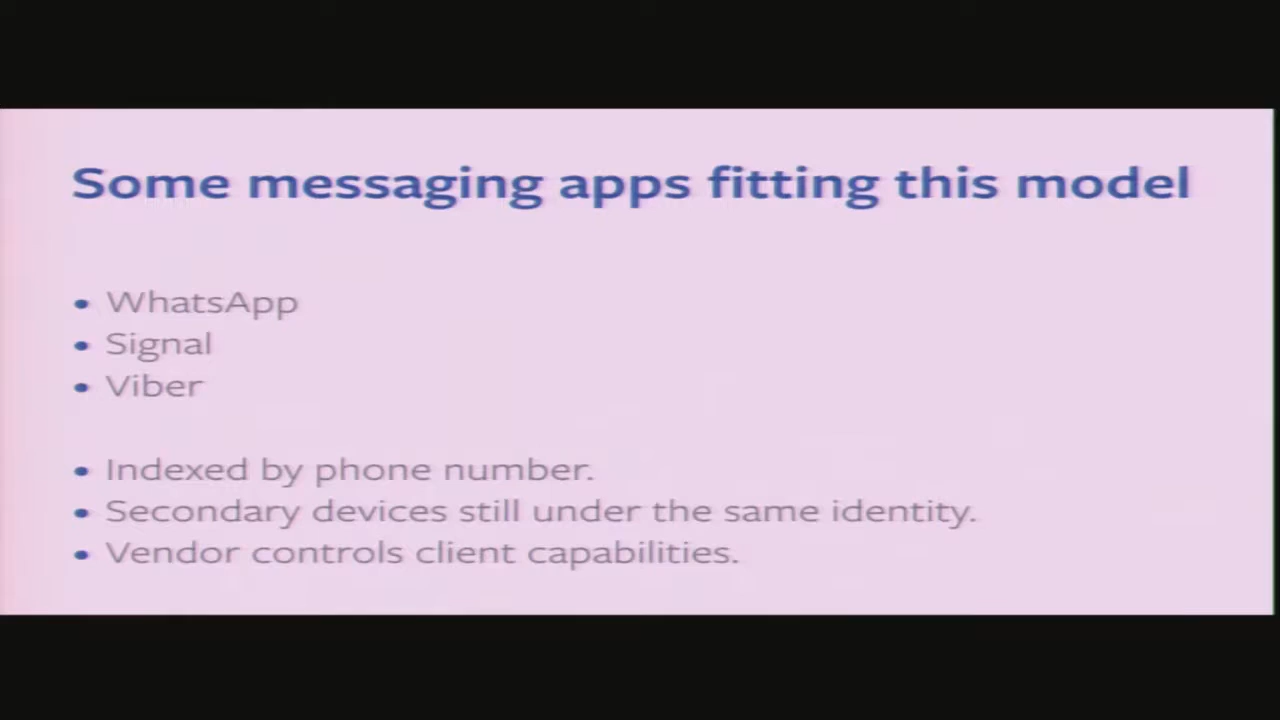 Some messaging apps fitting this model
• WhatsApp
• Signal
• Viber
• Indexed by phone number.
• Secondary devices still under the same identity.
• Vendor controls client capabilities.